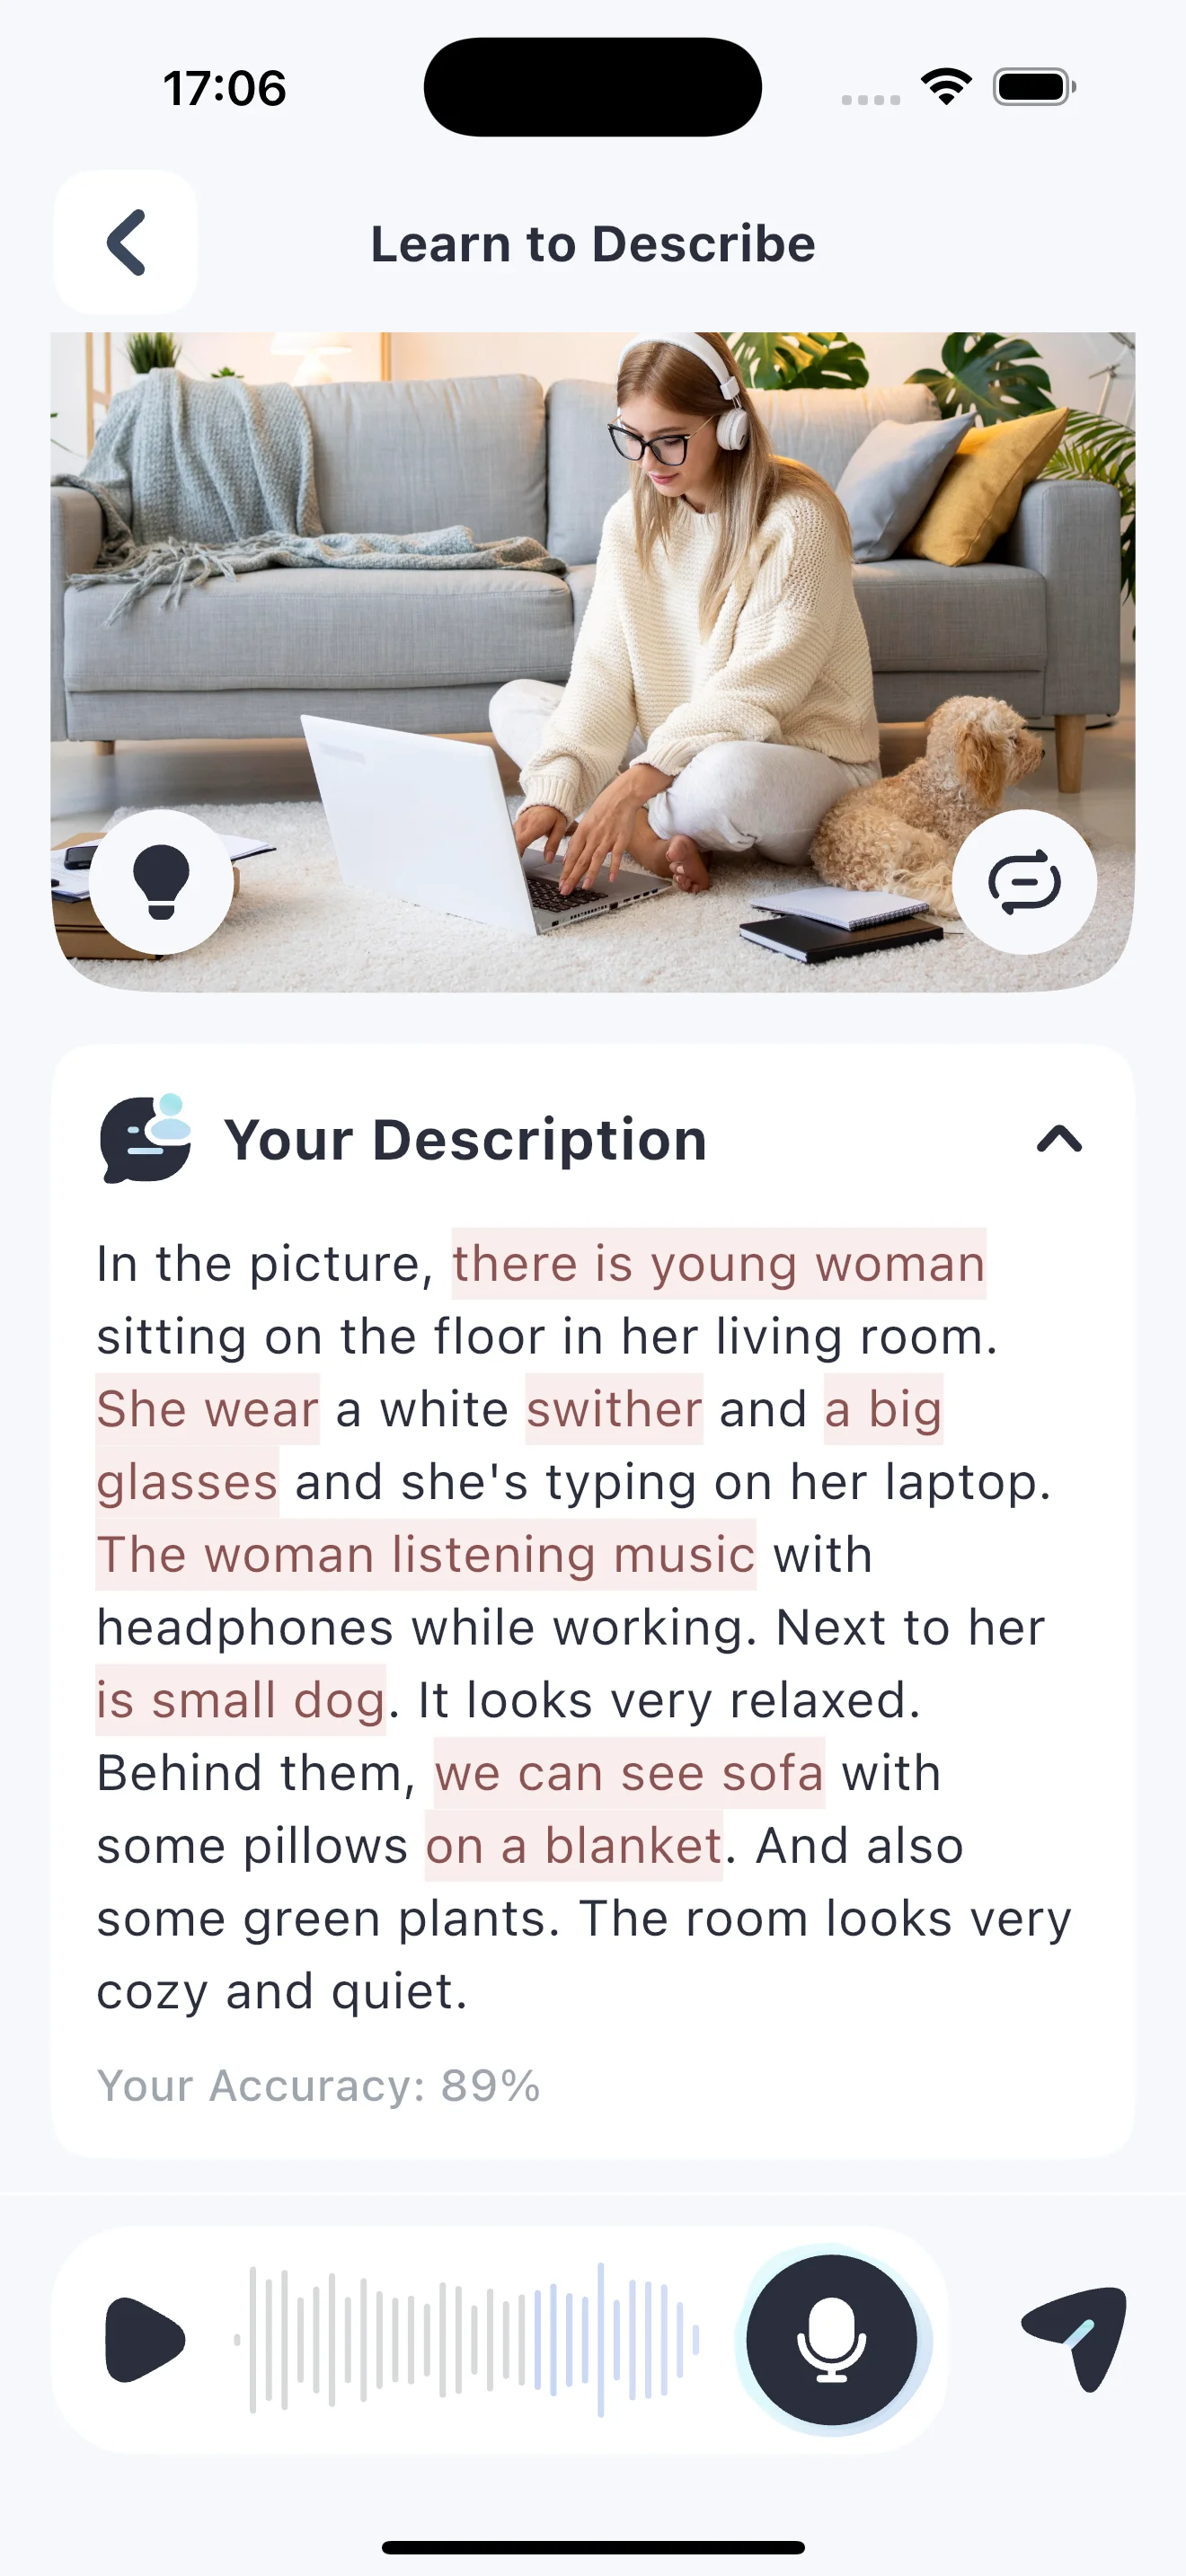 17:06
Learn to Describe
Your Description
In the picture, there is young woman
sitting on the floor in her living room.
She wear a white swither and a big
glasses and she's typing on her laptop.
The woman listening music with
headphones while working. Next to her
is small dog. It looks very relaxed.
Behind them, we can see sofa with
some pillows on a blanket. And also
some green plants. The room looks very
cozy and quiet.
Your Accuracy: 89%